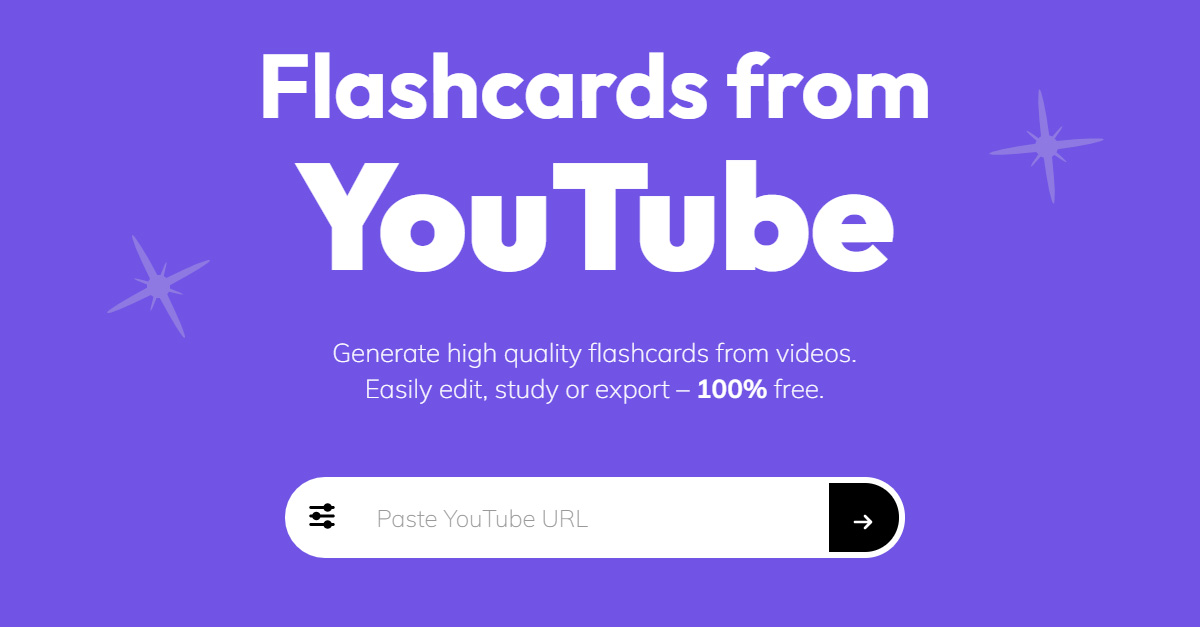 Flashcards from
YouTube
Generate high quality flashcards from videos.
Easily edit, study or export – 100% free.
Paste YouTube URL